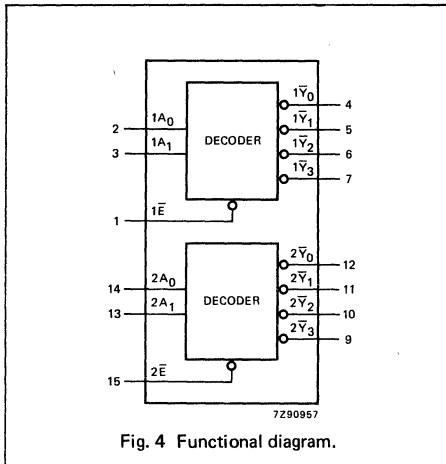 1Y̅0
2 1A0 4
1Y̅1
3 1A1 DECODER 5
1Y̅2
6
1Y̅3
7
1 1E̅
2Y̅0
12
14 2A0 2Y̅1 11
13 2A1 DECODER 2Y̅2 10
2Y̅3
9
15 2E̅
7Z90957
Fig. 4 Functional diagram.